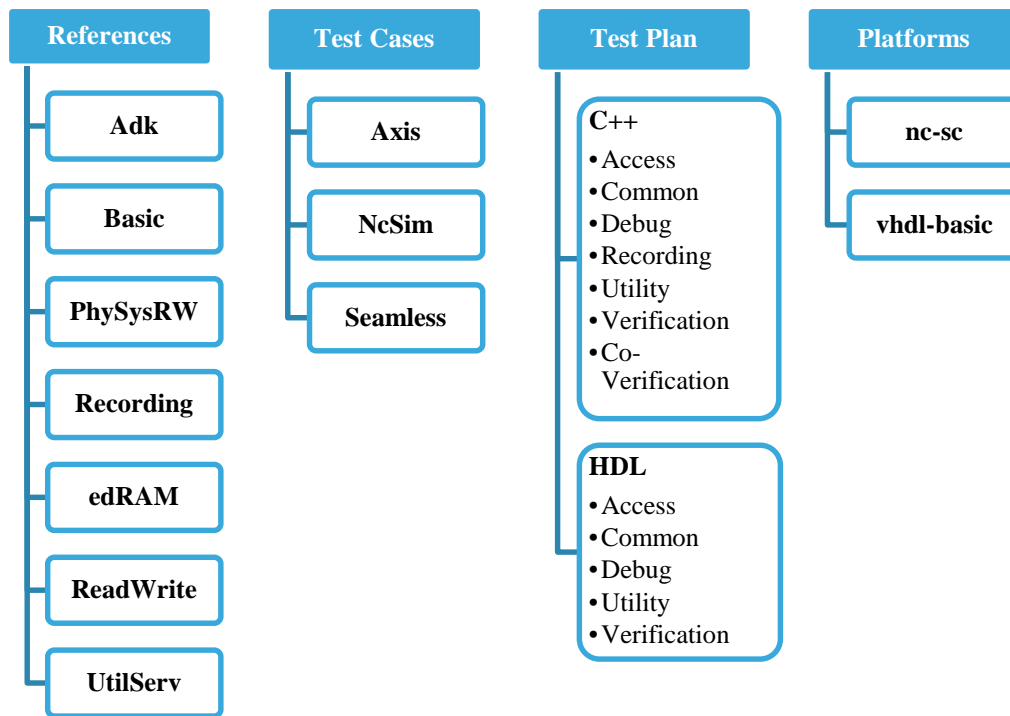 References
Adk
Basic
PhySysRW
Recording
edRAM
ReadWrite
UtilServ
Test Cases
Axis
NcSim
Seamless
Test Plan
C++
•Access
•Common
•Debug
•Recording
•Utility
•Verification
•Co-
Verification
HDL
•Access
•Common
•Debug
•Utility
•Verification
Platforms
nc-sc
vhdl-basic